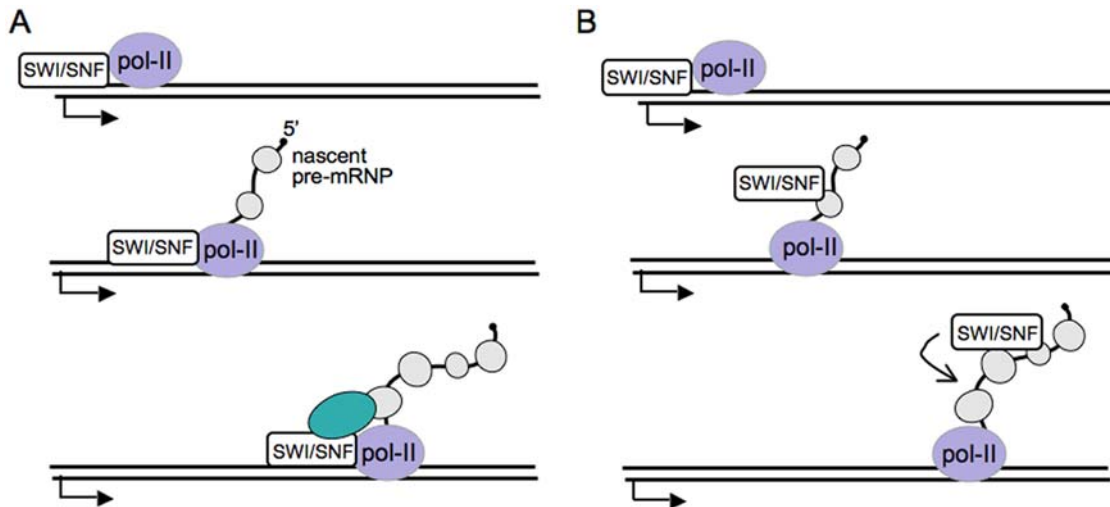 A
SWI/SNF
pol-II
5’
nascent
pre-mRNP
SWI/SNF
pol-II
SWI/SNF
pol-II
B
SWI/SNF
pol-II
SWI/SNF
pol-II
SWI/SNF
pol-II